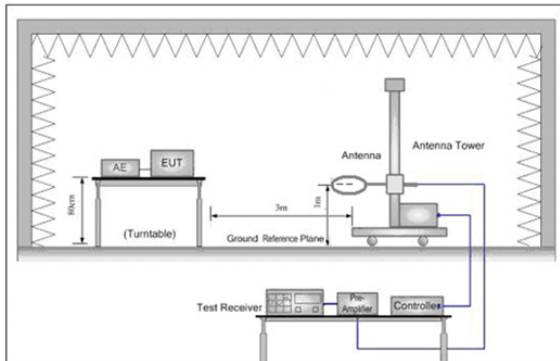 AE
EUT
80cm
(Turntable)
3m
Antenna
Antenna Tower
1m
Ground Reference Plane
Test Receiver
Pre-
Amplifier
Controller